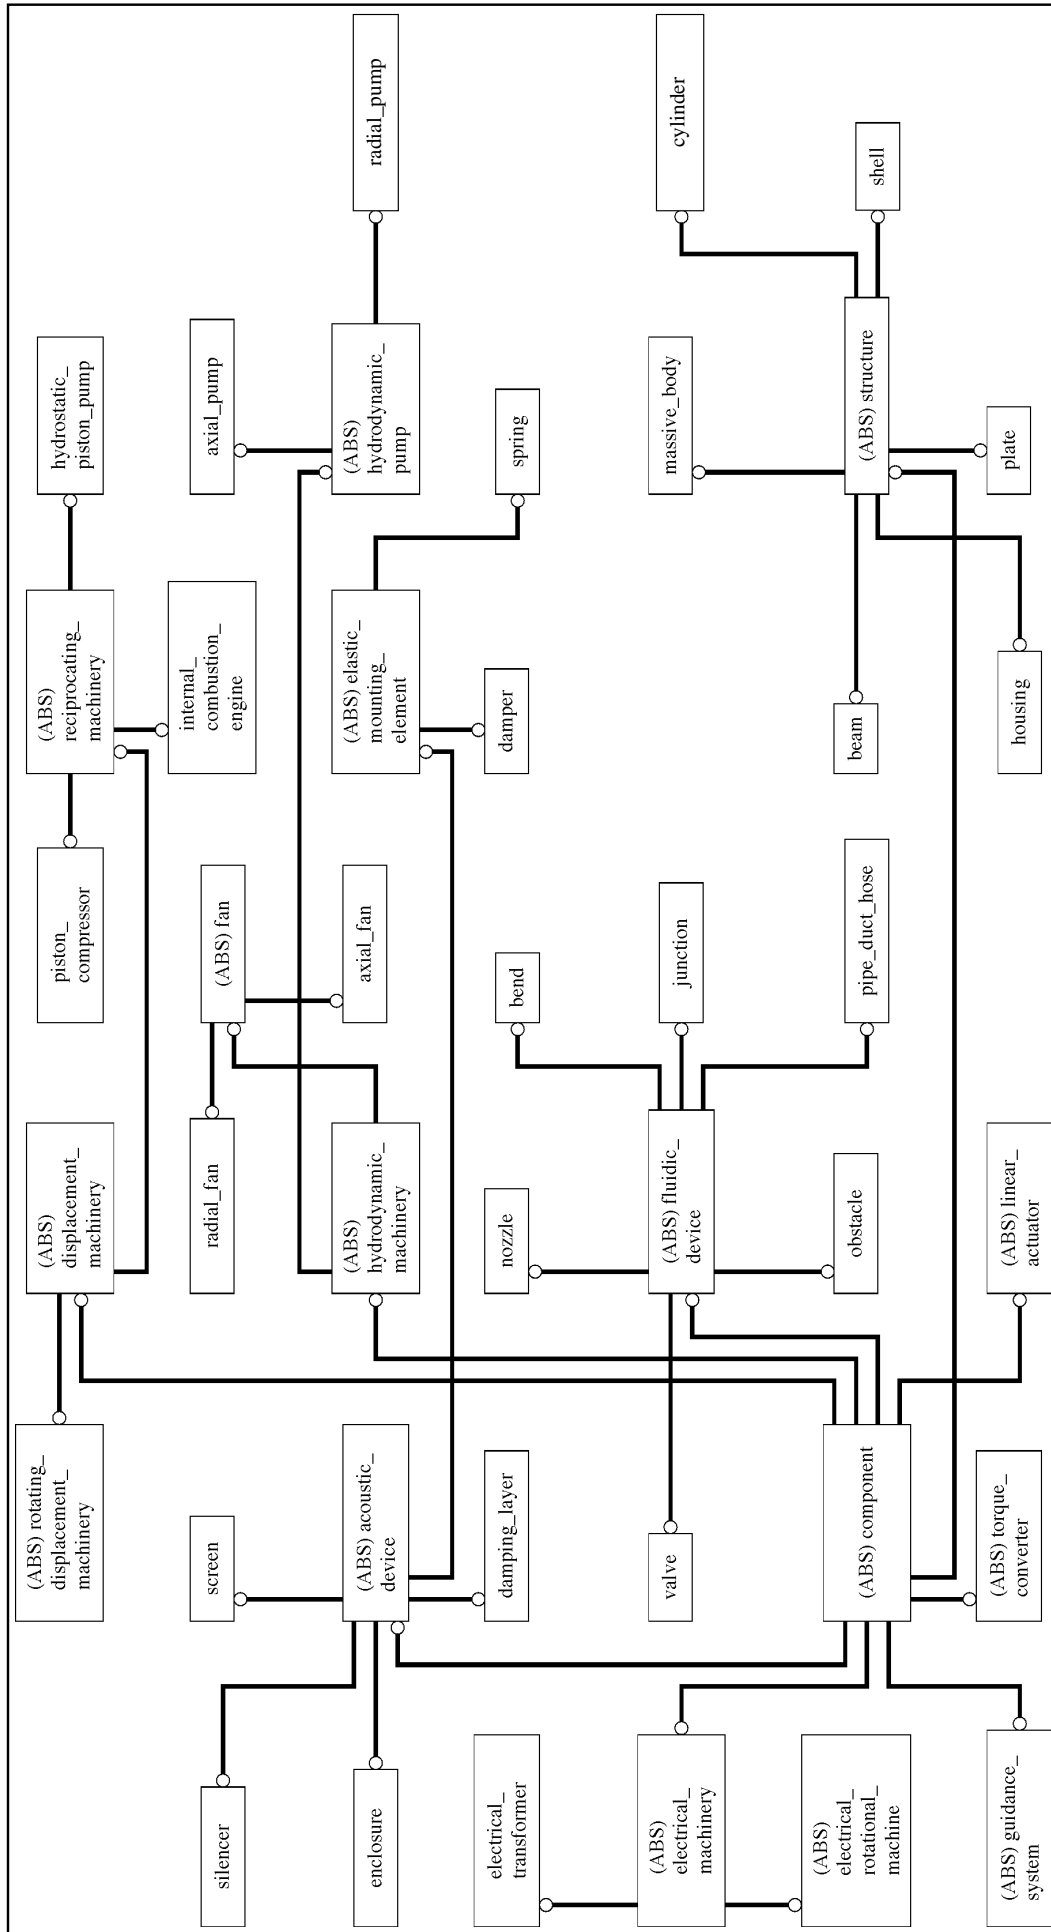 (ABS) rotating_
displacement_
machinery
(ABS)
displacement_
machinery
piston_
compressor
(ABS)
reciprocating_
machinery
hydrostatic_
piston_pump
internal_
combustion_
engine
silencer
screen
radial_fan
(ABS) fan
axial_pump
enclosure
(ABS) acoustic_
device
(ABS)
hydrodynamic_
machinery
axial_fan
(ABS) elastic_
mounting_
element
(ABS)
hydrodynamic_
pump
radial_pump
electrical_
transformer
damping_layer
nozzle
bend
damper
spring
(ABS)
electrical_
machinery
valve
(ABS) fluidic_
device
junction
massive_body
cylinder
(ABS)
electrical_
rotational_
machine
(ABS) component
obstacle
pipe_duct_hose
beam
(ABS) structure
shell
(ABS) guidance_
system
(ABS) torque_
converter
(ABS) linear_
actuator
housing
plate